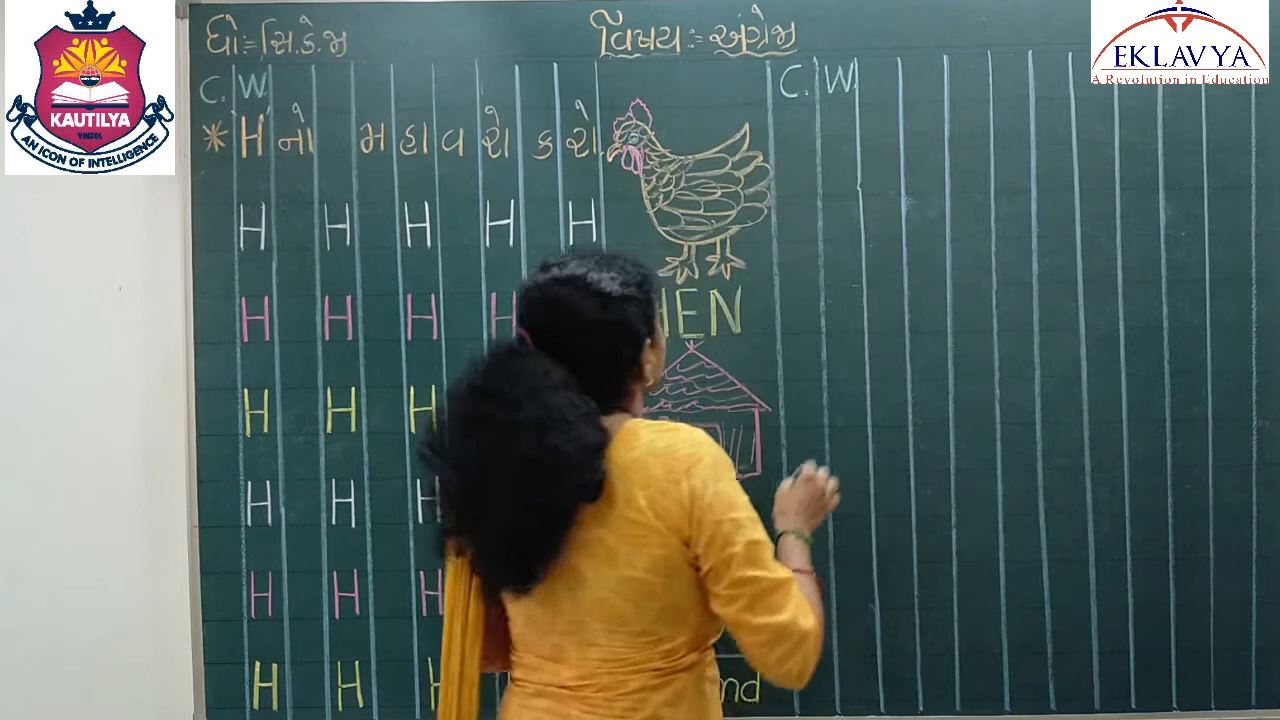 ધો:- સિ.કે.જી
વિષય:- અંગ્રેજી
KAUTILYA
AN ICON OF INTELLIGENCE
EKLAVYA
A Revolution in Education
C. W.
C. W.
* "H" નો મહાવરો કરો.
H H H H H
H H H H
HEN
H H H
H H H
H H H
H H H
nd